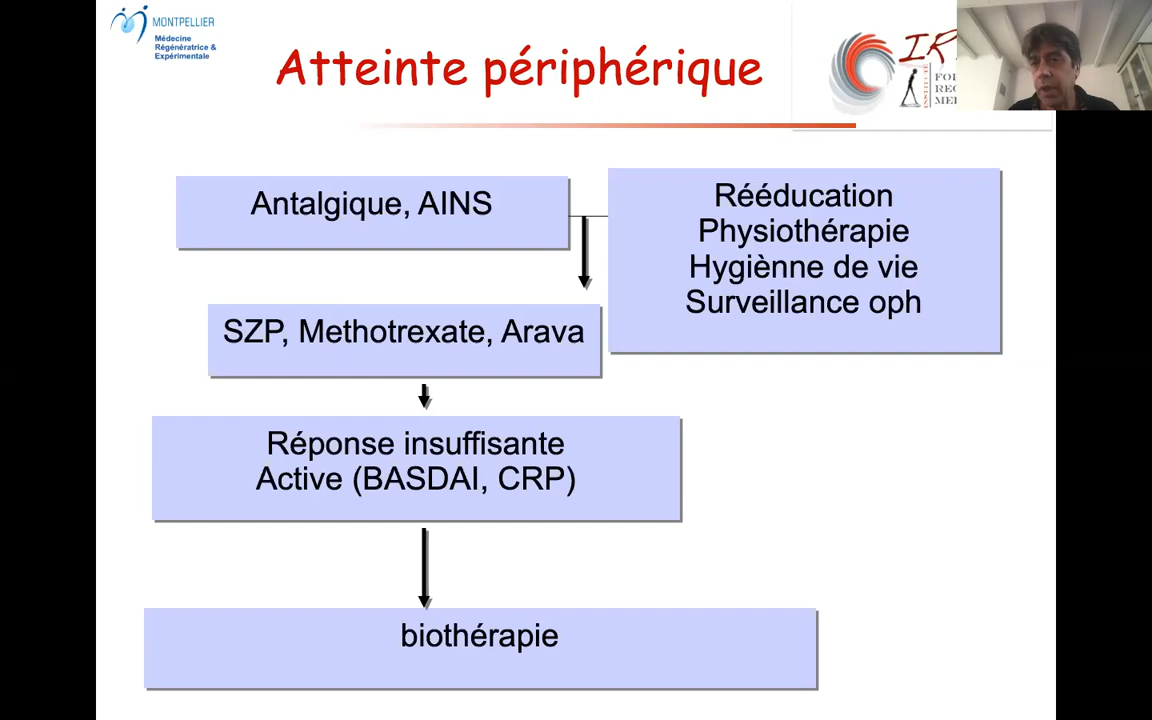 MONTPELLIER
Médecine
Régénératrice &
Expérimentale
Atteinte périphérique
INSTITUT
Antalgique, AINS
Rééducation
Physiothérapie
Hygiènne de vie
Surveillance oph
SZP, Methotrexate, Arava
Réponse insuffisante
Active (BASDAI, CRP)
biothérapie